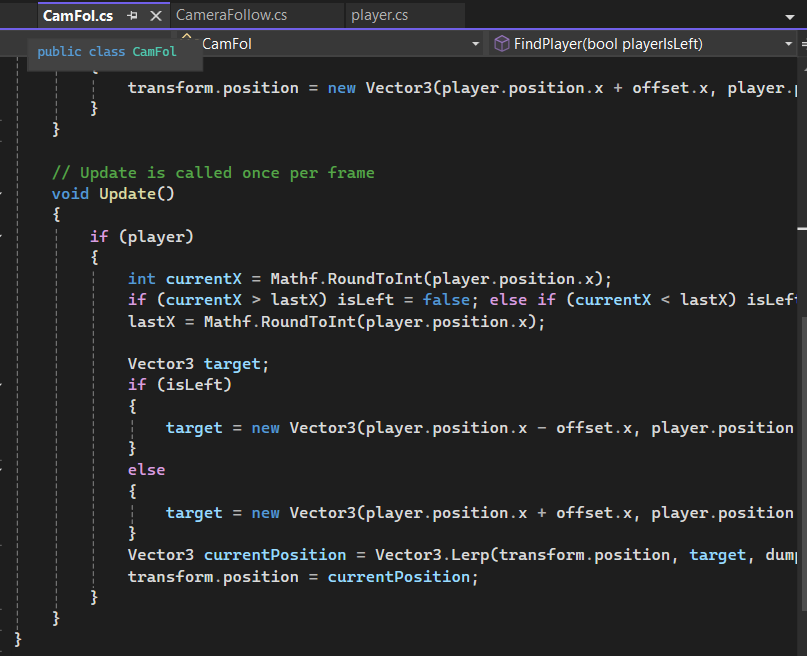 CamFol.cs CameraFollow.cs player.cs
CamFol FindPlayer(bool playerIsLeft)
public class CamFol
{
transform.position = new Vector3(player.position.x + offset.x, player.
}
}
// Update is called once per frame
void Update()
{
if (player)
{
int currentX = Mathf.RoundToInt(player.position.x);
if (currentX > lastX) isLeft = false; else if (currentX < lastX) isLef
lastX = Mathf.RoundToInt(player.position.x);
Vector3 target;
if (isLeft)
{
target = new Vector3(player.position.x - offset.x, player.position
}
else
{
target = new Vector3(player.position.x + offset.x, player.position
}
Vector3 currentPosition = Vector3.Lerp(transform.position, target, dump
transform.position = currentPosition;
}
}
}